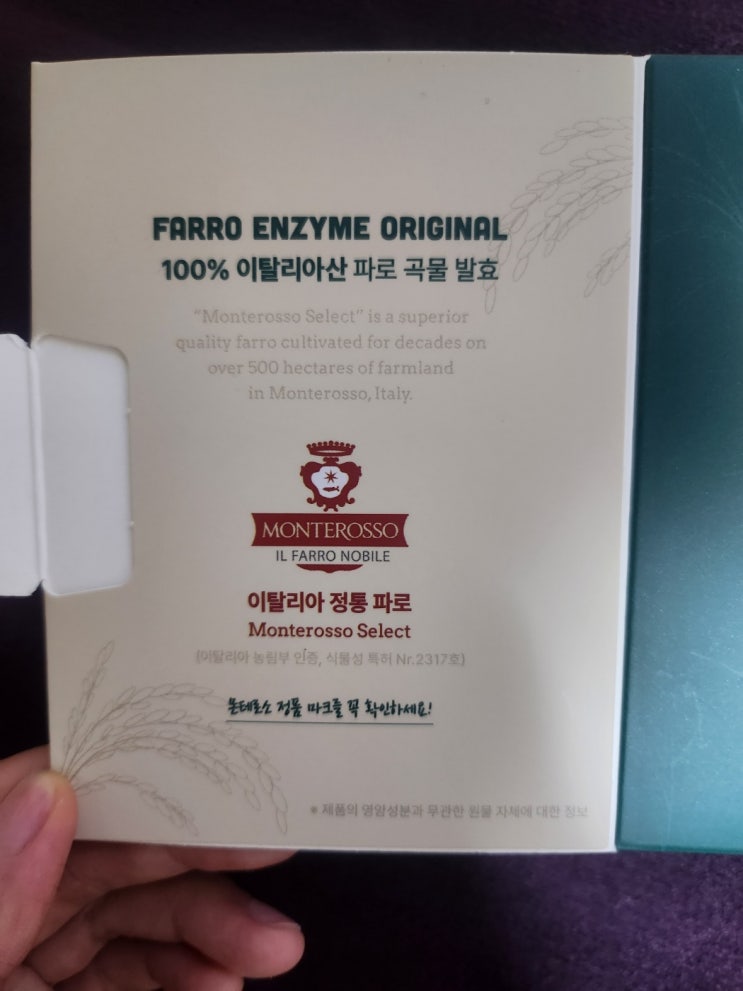 FARRO ENZYME ORIGINAL
100% 이탈리아산 파로 곡물 발효
“Monterosso Select” is a superior
quality farro cultivated for decades on
over 500 hectares of farmland
in Monterosso, Italy.
MONTEROSSO
IL FARRO NOBILE
이탈리아 정통 파로
Monterosso Select
(이탈리아 농림부 인증, 식물성 특허 Nr.2317호)
몬테로소 정품 마크를 꼭 확인하세요!
※ 제품의 영양성분과 무관한 원물 자체에 대한 정보